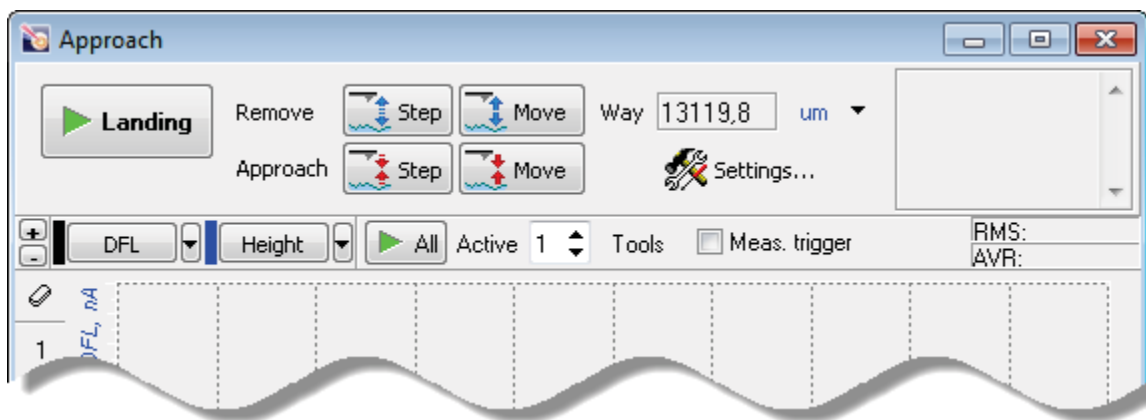 Approach
Landing Remove Step Move Way 13119,8 um
Approach Step Move Settings...
+ DFL Height All Active 1 Tools Meas. trigger RMS:
- AVR:
DFL, nA
1